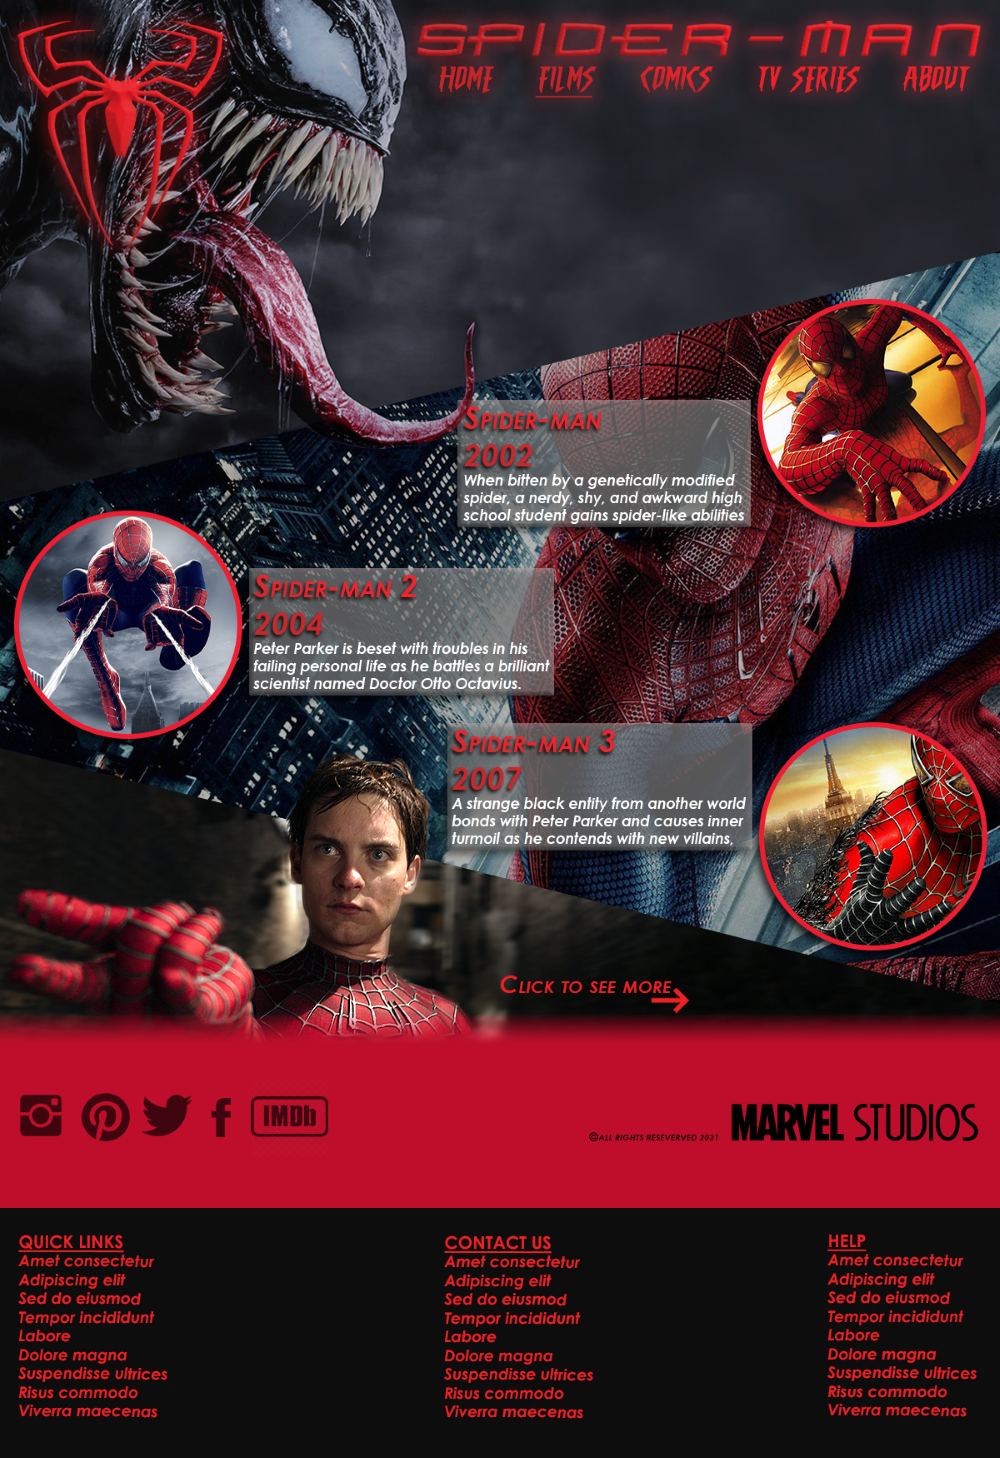 SPIDER-MAN
HOME FILMS COMICS TV SERIES ABOUT
SPIDER-MAN
2002
When bitten by a genetically modified
spider, a nerdy, shy, and awkward high
school student gains spider-like abilities
SPIDER-MAN 2
2004
Peter Parker is beset with troubles in his
failing personal life as he battles a brilliant
scientist named Doctor Otto Octavius.
SPIDER-MAN 3
2007
A strange black entity from another world
bonds with Peter Parker and causes inner
turmoil as he contends with new villains,
CLICK TO SEE MORE
IMDb
©ALL RIGHTS RESEVERVED 2021
MARVEL STUDIOS
QUICK LINKS
Amet consectetur
Adipiscing elit
Sed do eiusmod
Tempor incididunt
Labore
Dolore magna
Suspendisse ultrices
Risus commodo
Viverra maecenas
CONTACT US
Amet consectetur
Adipiscing elit
Sed do eiusmod
Tempor incididunt
Labore
Dolore magna
Suspendisse ultrices
Risus commodo
Viverra maecenas
HELP
Amet consectetur
Adipiscing elit
Sed do eiusmod
Tempor incididunt
Labore
Dolore magna
Suspendisse ultrices
Risus commodo
Viverra maecenas